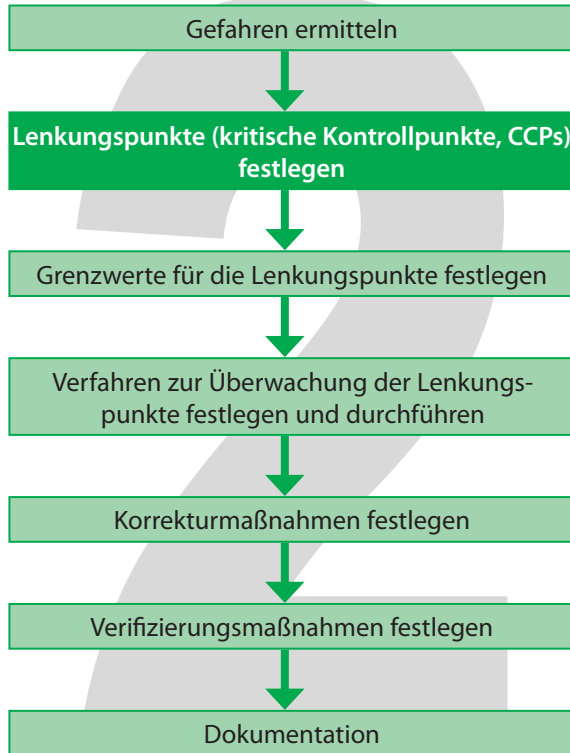 Gefahren ermitteln
Lenkungspunkte (kritische Kontrollpunkte, CCPs)
festlegen
Grenzwerte für die Lenkungspunkte festlegen
Verfahren zur Überwachung der Lenkungs-
punkte festlegen und durchführen
Korrekturmaßnahmen festlegen
Verifizierungsmaßnahmen festlegen
Dokumentation
2